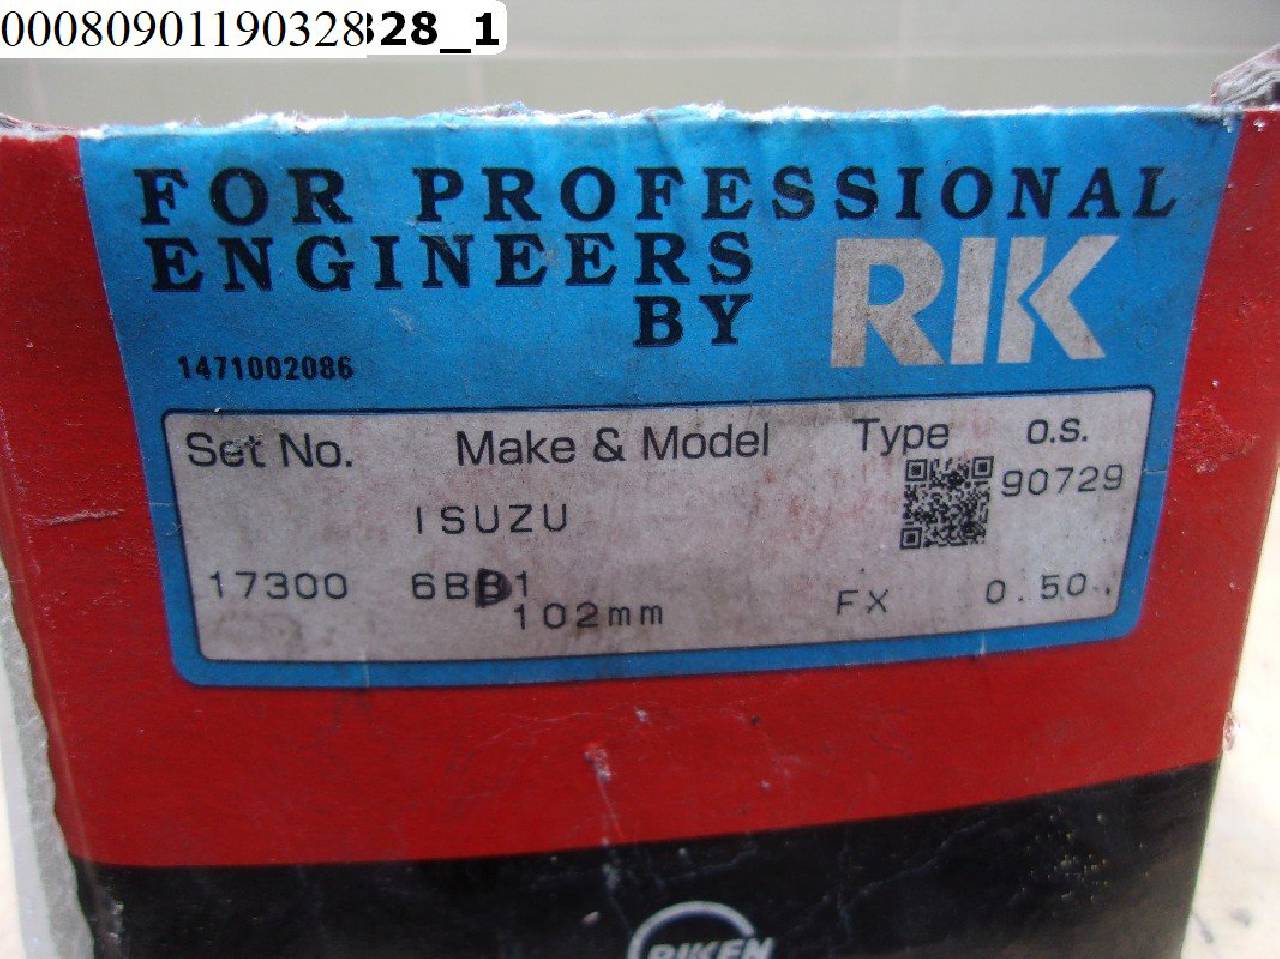 00080901190328
28_1
FOR PROFESSIONAL
ENGINEERS
BY RIK
1471002086
Set No. Make & Model Type O.S.
90729
ISUZU
17300 6BB1 FX 0.50
102mm
RIKEN